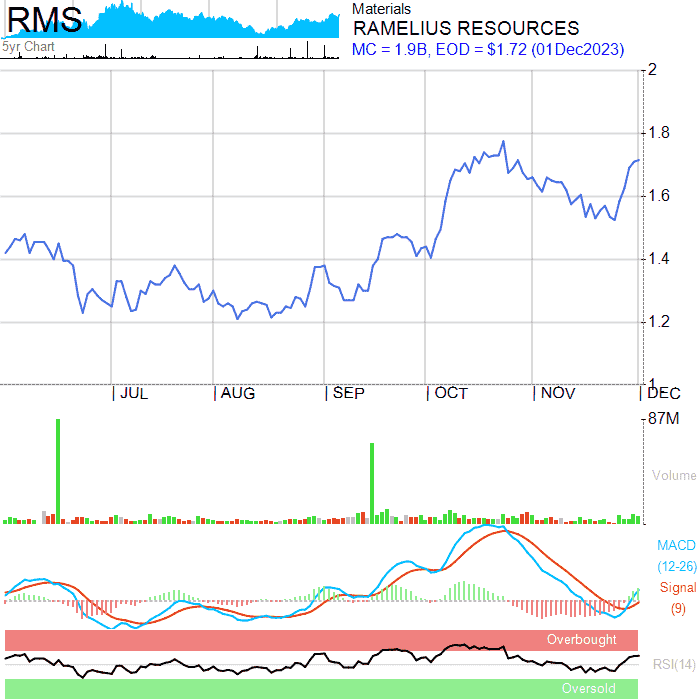 RMS
5yr Chart
Materials
RAMELIUS RESOURCES
MC = 1.9B, EOD = $1.72 (01Dec2023)
2
1.8
1.6
1.4
1.2
1
JUL AUG SEP OCT NOV DEC
87M
Volume
MACD
(12-26)
Signal
(9)
Overbought
RSI(14)
Oversold